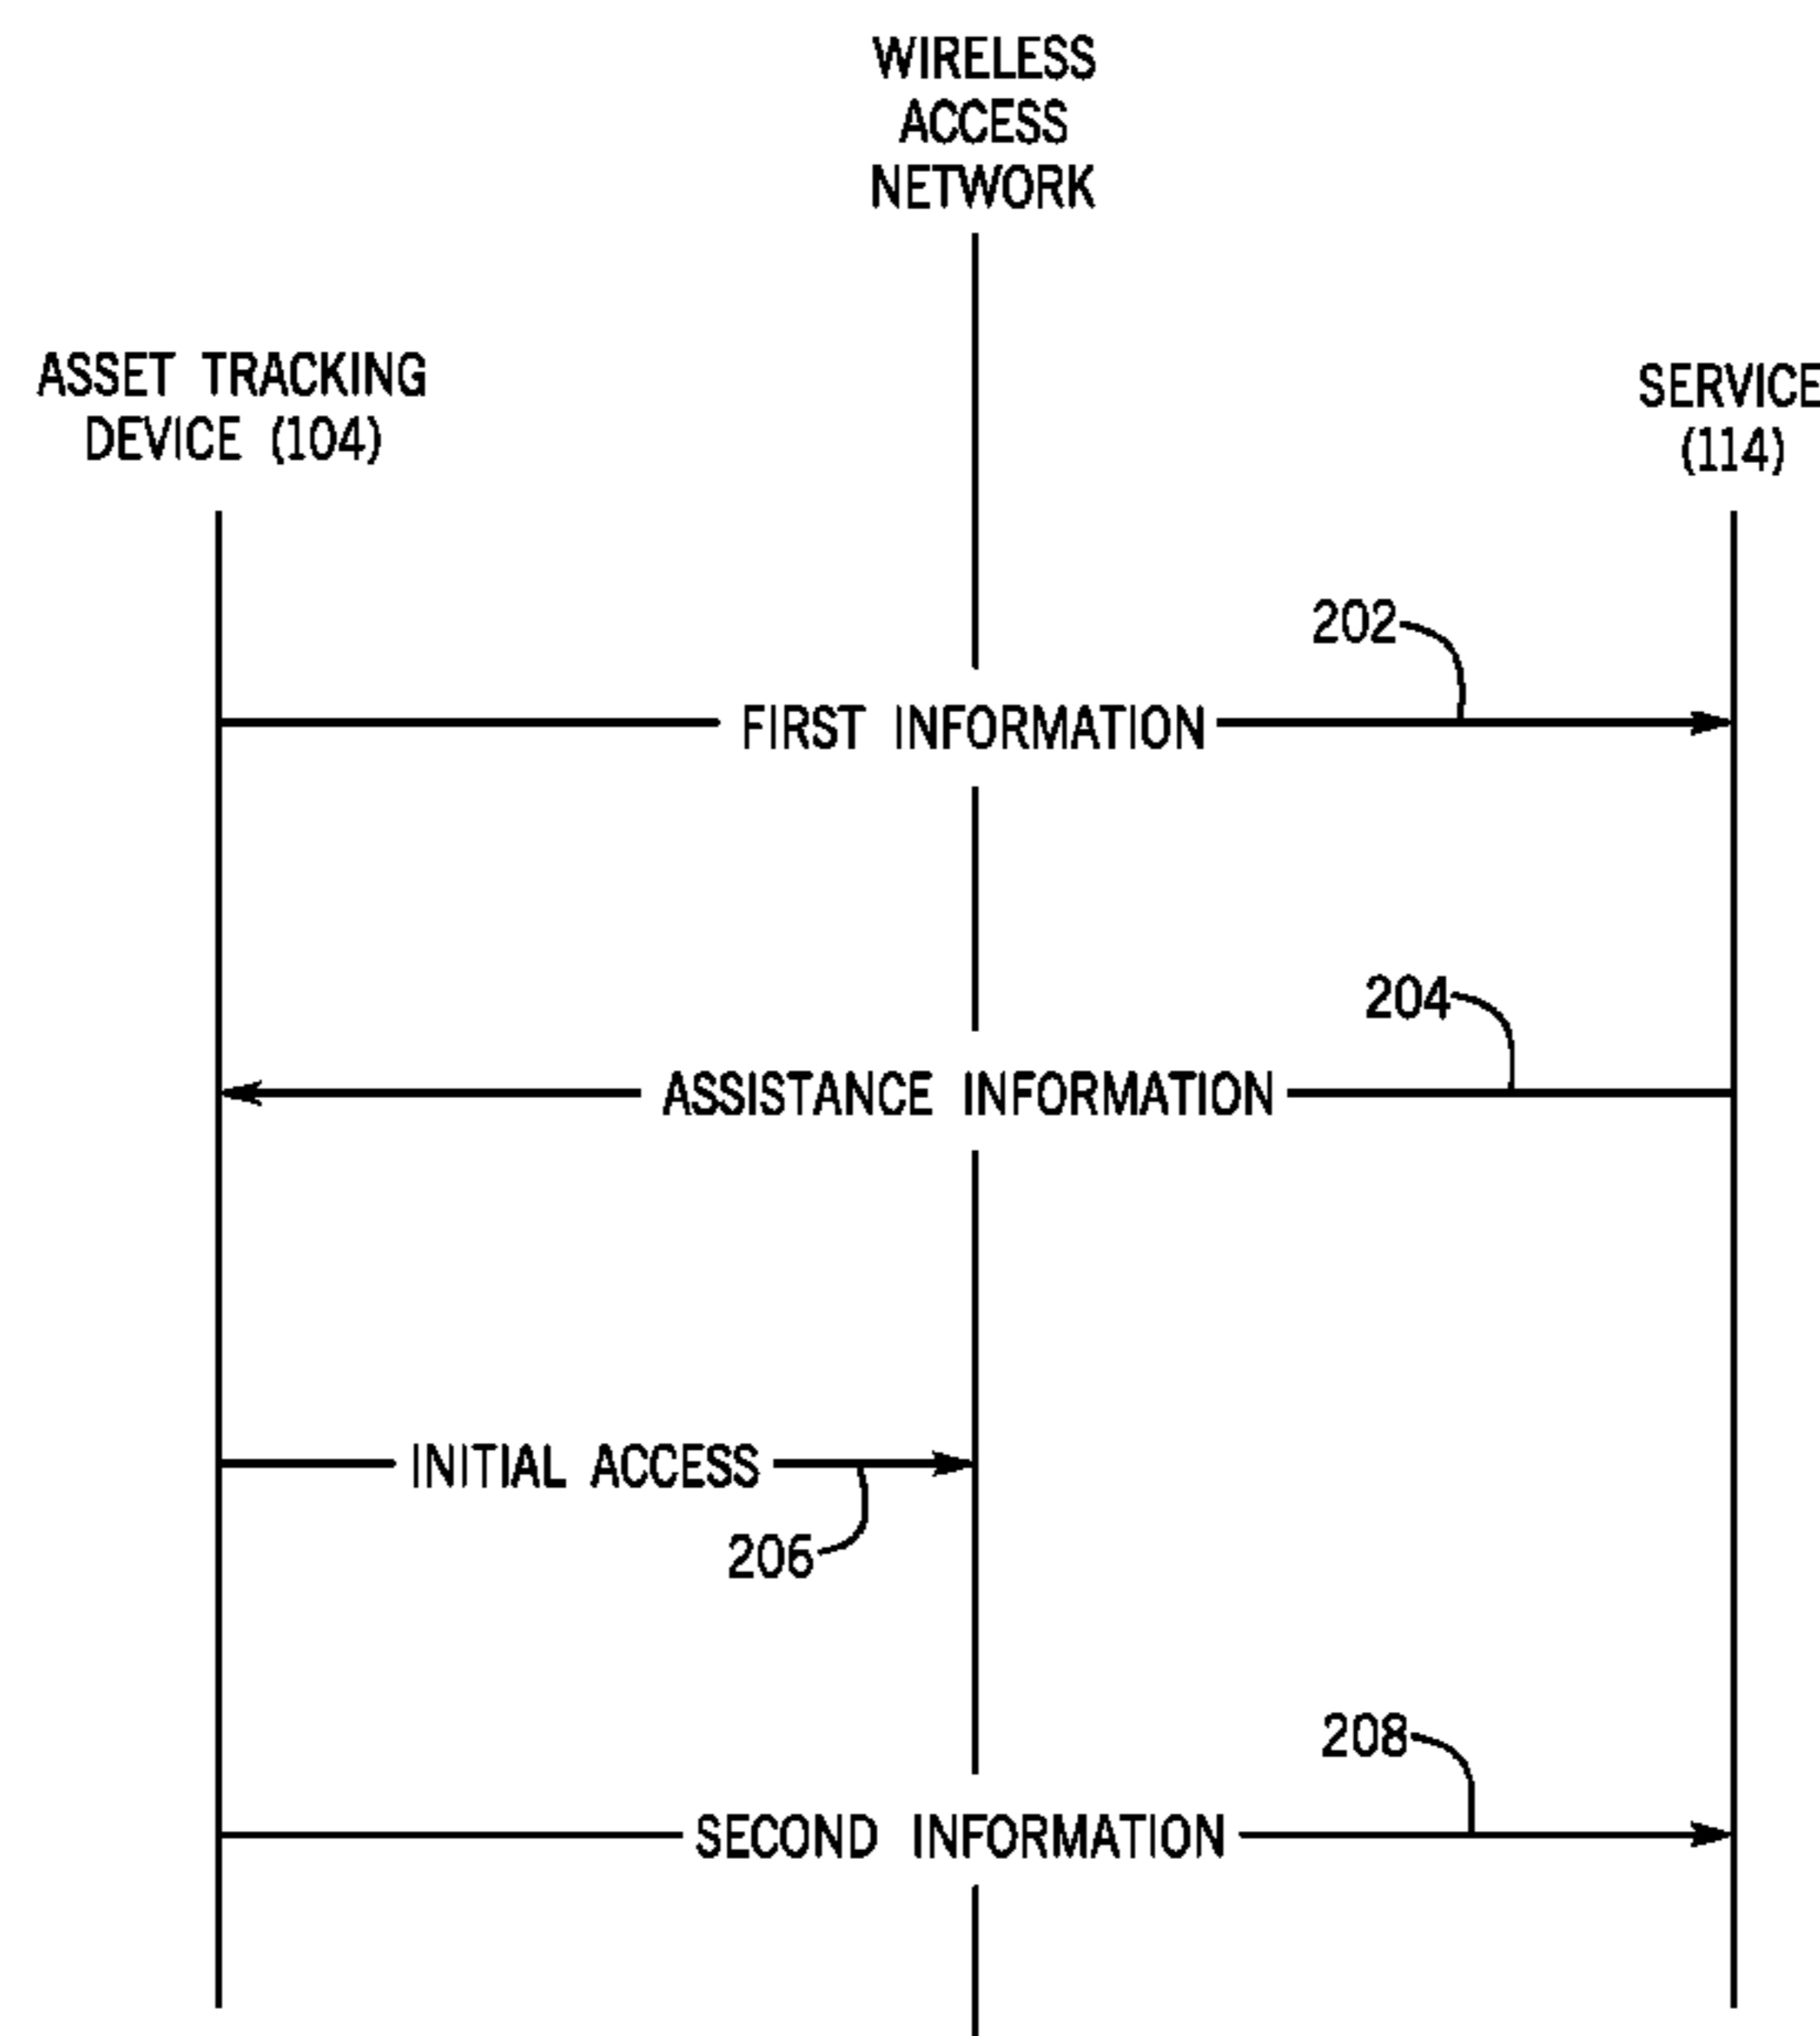 WIRELESS
ACCESS
NETWORK
ASSET TRACKING
DEVICE (104)
SERVICE
(114)
202
FIRST INFORMATION
204
ASSISTANCE INFORMATION
INITIAL ACCESS
206
208
SECOND INFORMATION